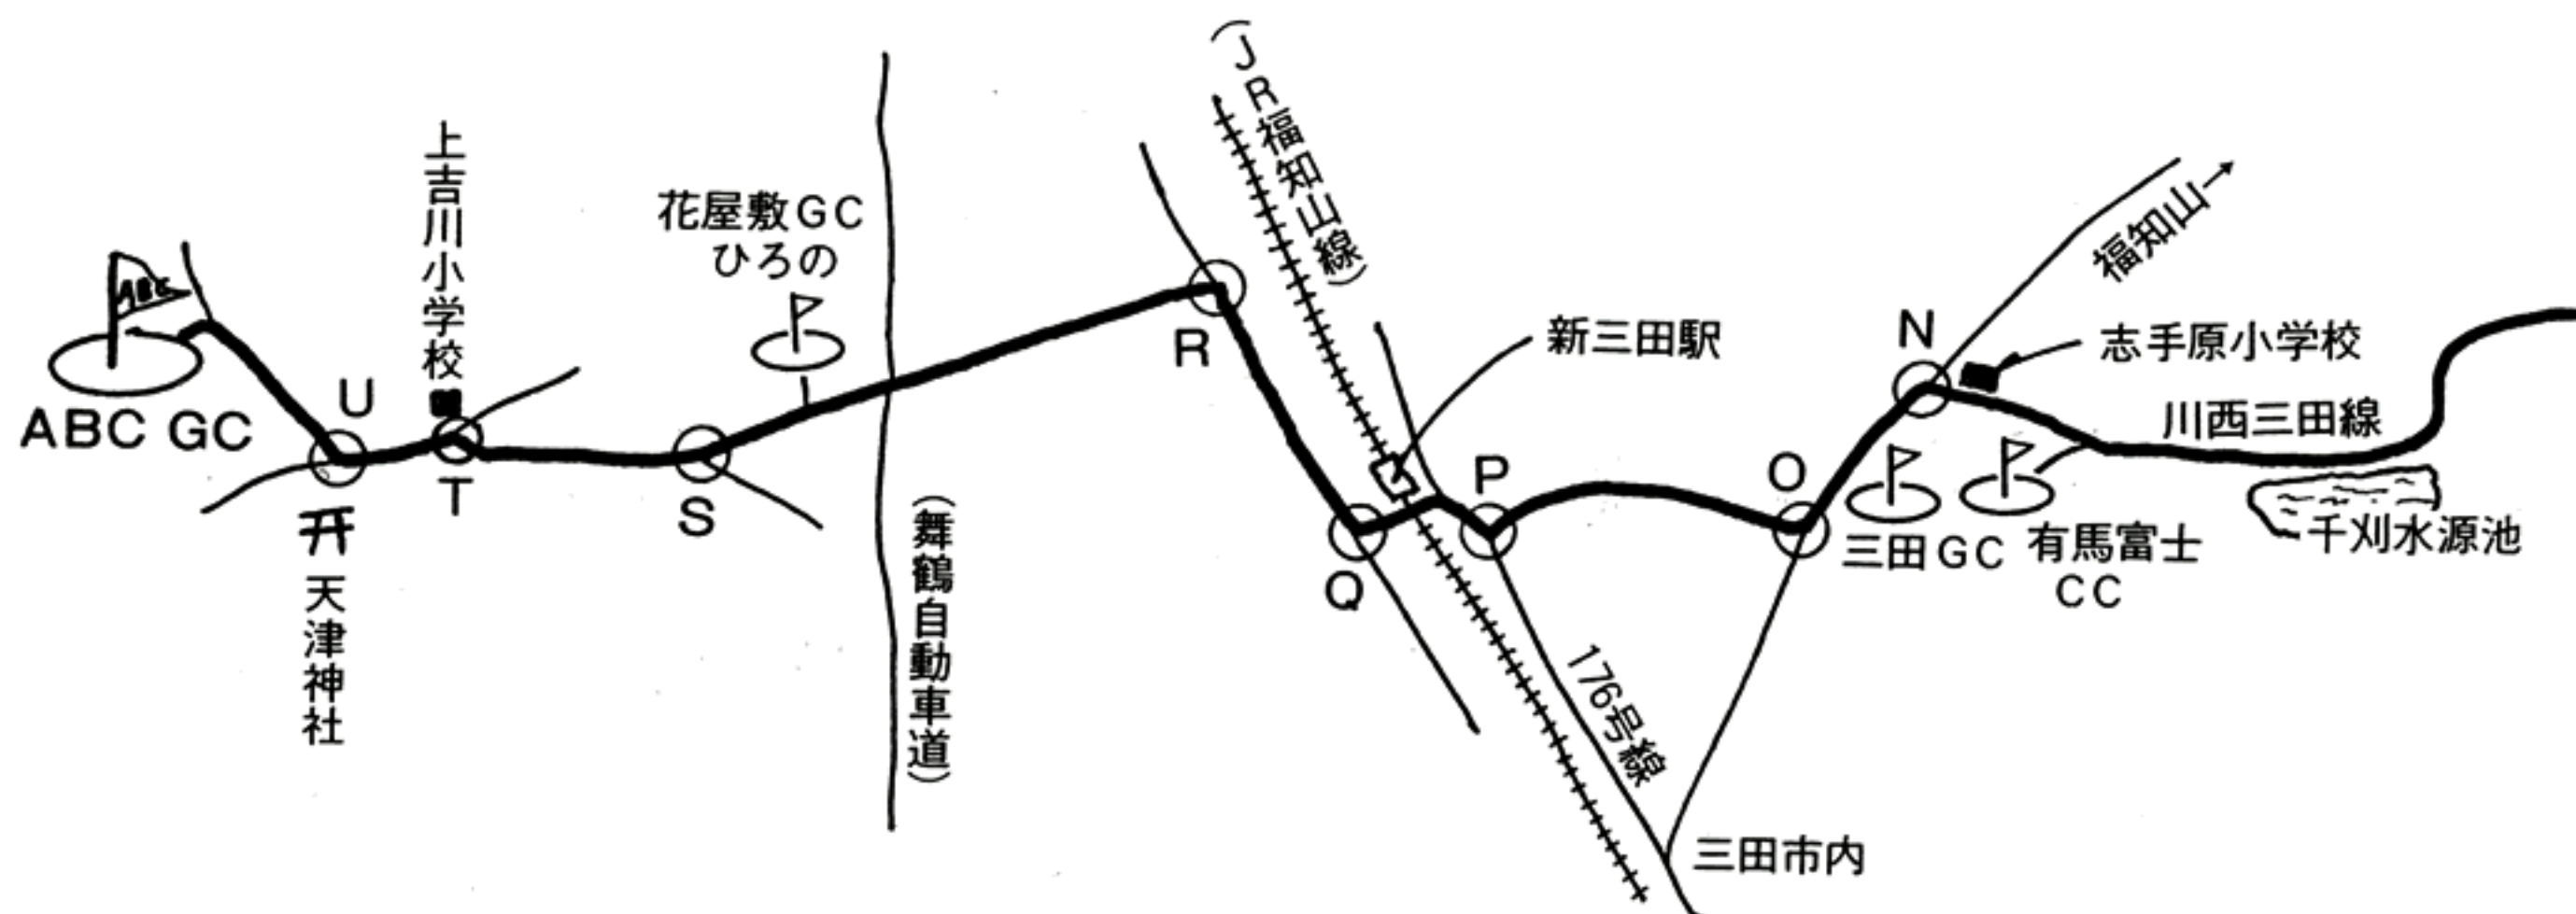 ABC
ABC GC
U
天津神社
上吉川小学校
T
S
花屋敷GC
ひろの
(舞鶴自動車道)
R
(JR福知山線)
新三田駅
Q
P
176号線
三田市内
O
N
福知山→
志手原小学校
川西三田線
三田GC
有馬富士
CC
千刈水源池